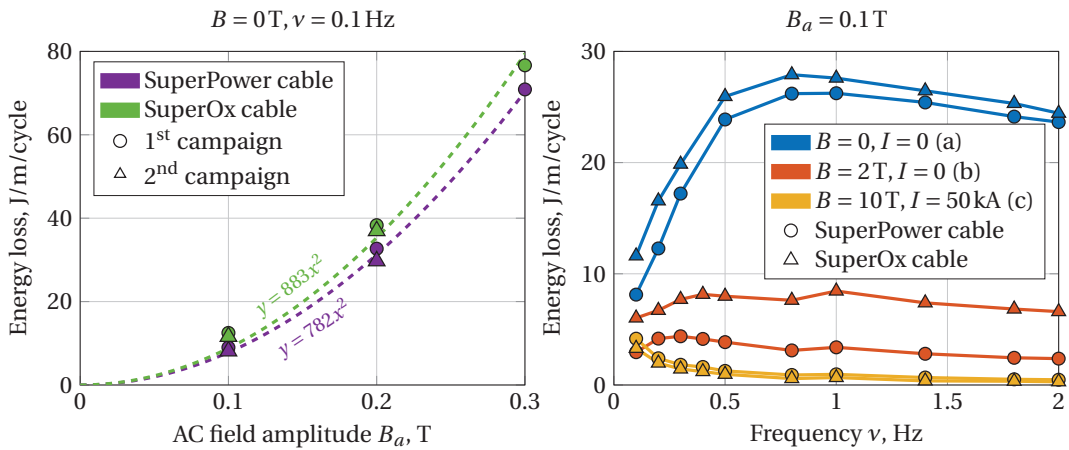 B = 0 T, ν = 0.1 Hz
Energy loss, J/m/cycle
80
60
40
20
0
SuperPower cable
SuperOx cable
1st campaign
2nd campaign
y = 883x²
y = 782x²
0 0.1 0.2 0.3
AC field amplitude Ba, T
Ba = 0.1 T
Energy loss, J/m/cycle
30
20
10
0
B = 0, I = 0 (a)
B = 2 T, I = 0 (b)
B = 10 T, I = 50 kA (c)
SuperPower cable
SuperOx cable
0 0.5 1 1.5 2
Frequency ν, Hz